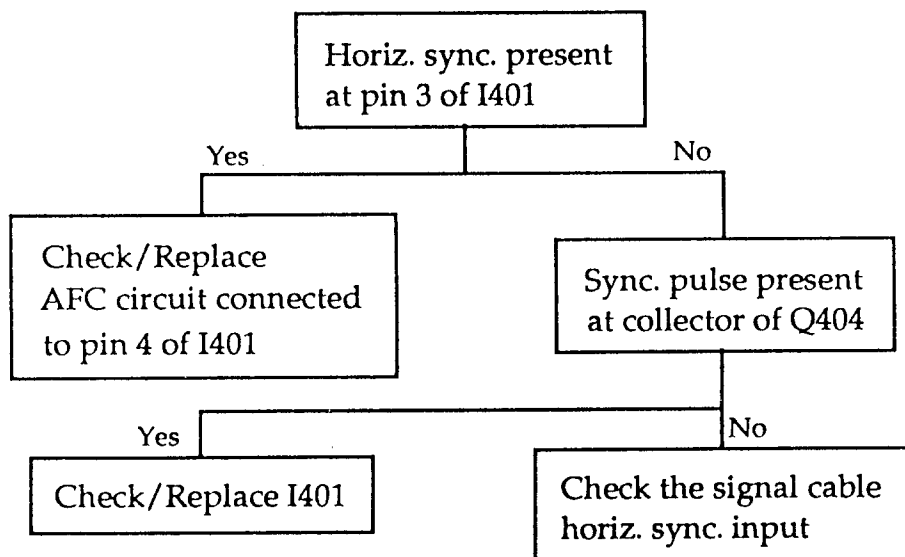 Horiz. sync. present
at pin 3 of I401
Yes
No
Check/Replace
AFC circuit connected
to pin 4 of I401
Sync. pulse present
at collector of Q404
Yes
No
Check/Replace I401
Check the signal cable
horiz. sync. input